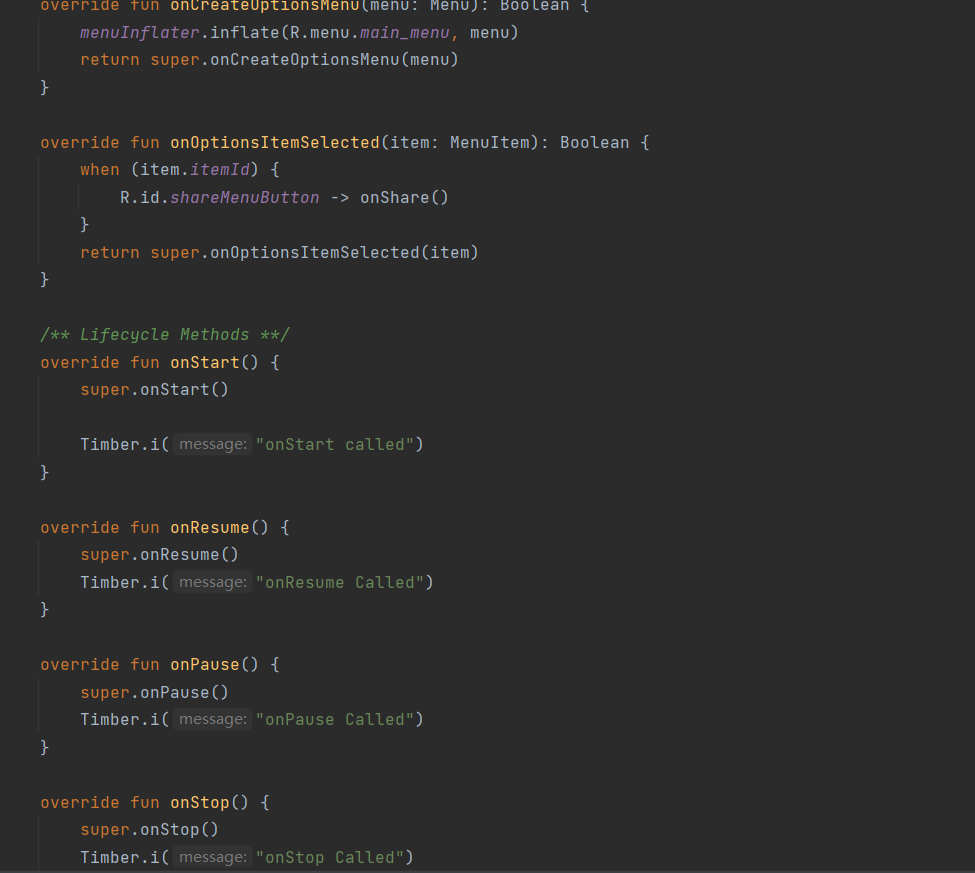 override fun onCreateOptionsMenu(menu: Menu): Boolean {
menuInflater.inflate(R.menu.main_menu, menu)
return super.onCreateOptionsMenu(menu)
}
override fun onOptionsItemSelected(item: MenuItem): Boolean {
when (item.itemId) {
R.id.shareMenuButton -> onShare()
}
return super.onOptionsItemSelected(item)
}
/** Lifecycle Methods **/
override fun onStart() {
super.onStart()
Timber.i( message: "onStart called")
}
override fun onResume() {
super.onResume()
Timber.i( message: "onResume Called")
}
override fun onPause() {
super.onPause()
Timber.i( message: "onPause Called")
}
override fun onStop() {
super.onStop()
Timber.i( message: "onStop Called")